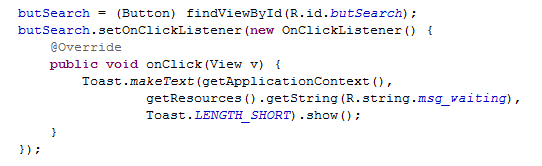 butSearch = (Button) findViewById(R.id.butSearch);
butSearch.setOnClickListener(new OnClickListener() {
    @Override
    public void onClick(View v) {
        Toast.makeText(getApplicationContext(),
                getResources().getString(R.string.msg_waiting),
                Toast.LENGTH_SHORT).show();
    }
});